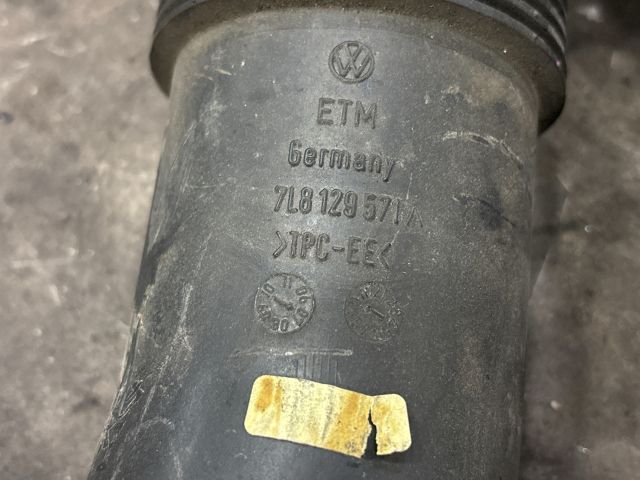 ETM
Germany
7L8 129 571 A
>TPC-EE<